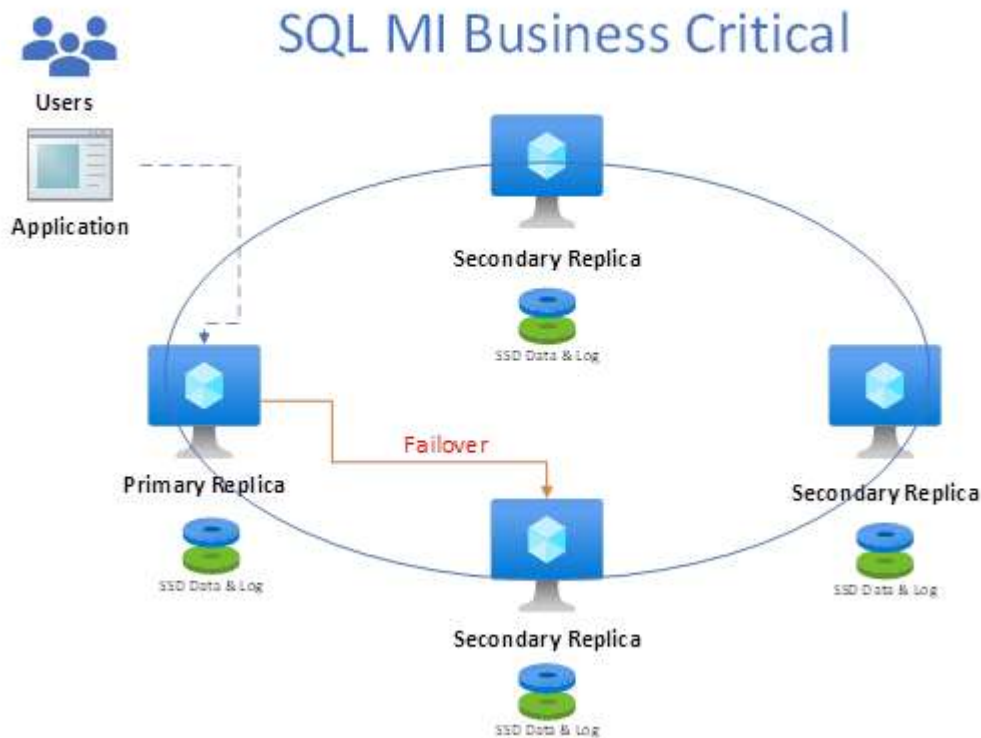 SQL MI Business Critical
Users
Application
Secondary Replica
SSD Data & Log
Failover
Primary Replica
SSD Data & Log
Secondary Replica
SSD Data & Log
Secondary Replica
SSD Data & Log